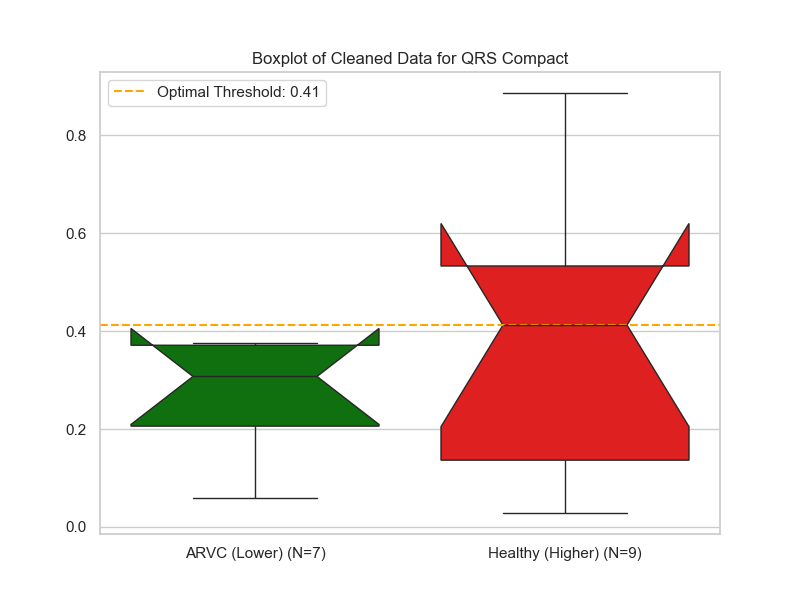 Boxplot of Cleaned Data for QRS Compact
Optimal Threshold: 0.41
0.8
0.6
0.4
0.2
0.0
ARVC (Lower) (N=7)
Healthy (Higher) (N=9)